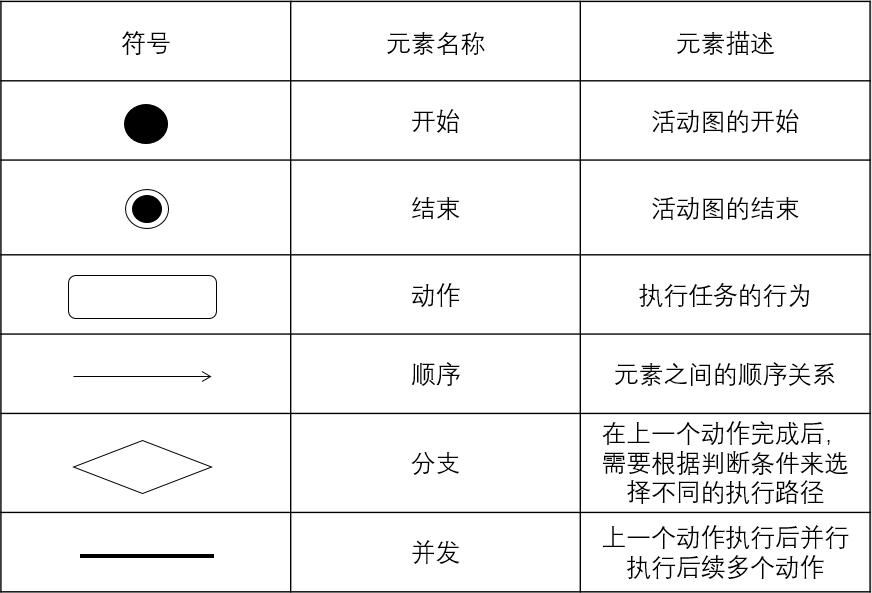 符号 元素名称 元素描述
开始 活动图的开始
结束 活动图的结束
动作 执行任务的行为
顺序 元素之间的顺序关系
分支 在上一个动作完成后,
需要根据判断条件来选
择不同的执行路径
并发 上一个动作执行后并行
执行后续多个动作